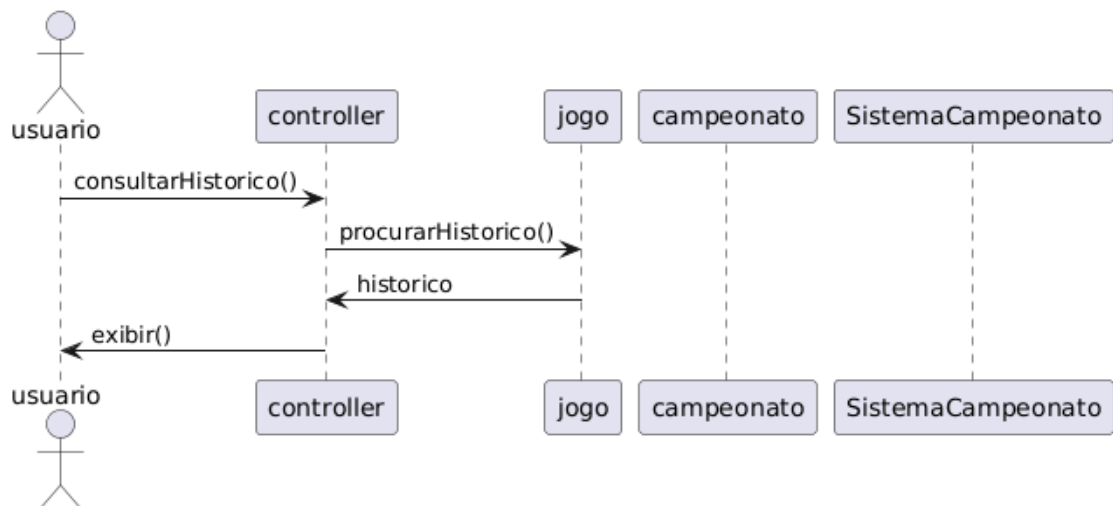 usuario
controller
jogo
campeonato
SistemaCampeonato
consultarHistorico()
procurarHistorico()
historico
exibir()
usuario
controller
jogo
campeonato
SistemaCampeonato